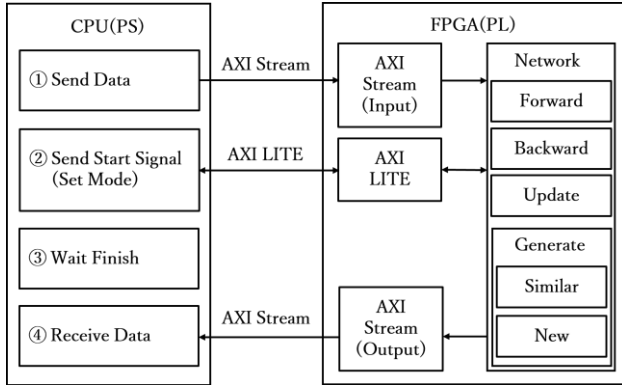 CPU(PS)
① Send Data
② Send Start Signal
(Set Mode)
③ Wait Finish
④ Receive Data
AXI Stream
AXI LITE
AXI Stream
FPGA(PL)
AXI
Stream
(Input)
AXI
LITE
AXI
Stream
(Output)
Network
Forward
Backward
Update
Generate
Similar
New